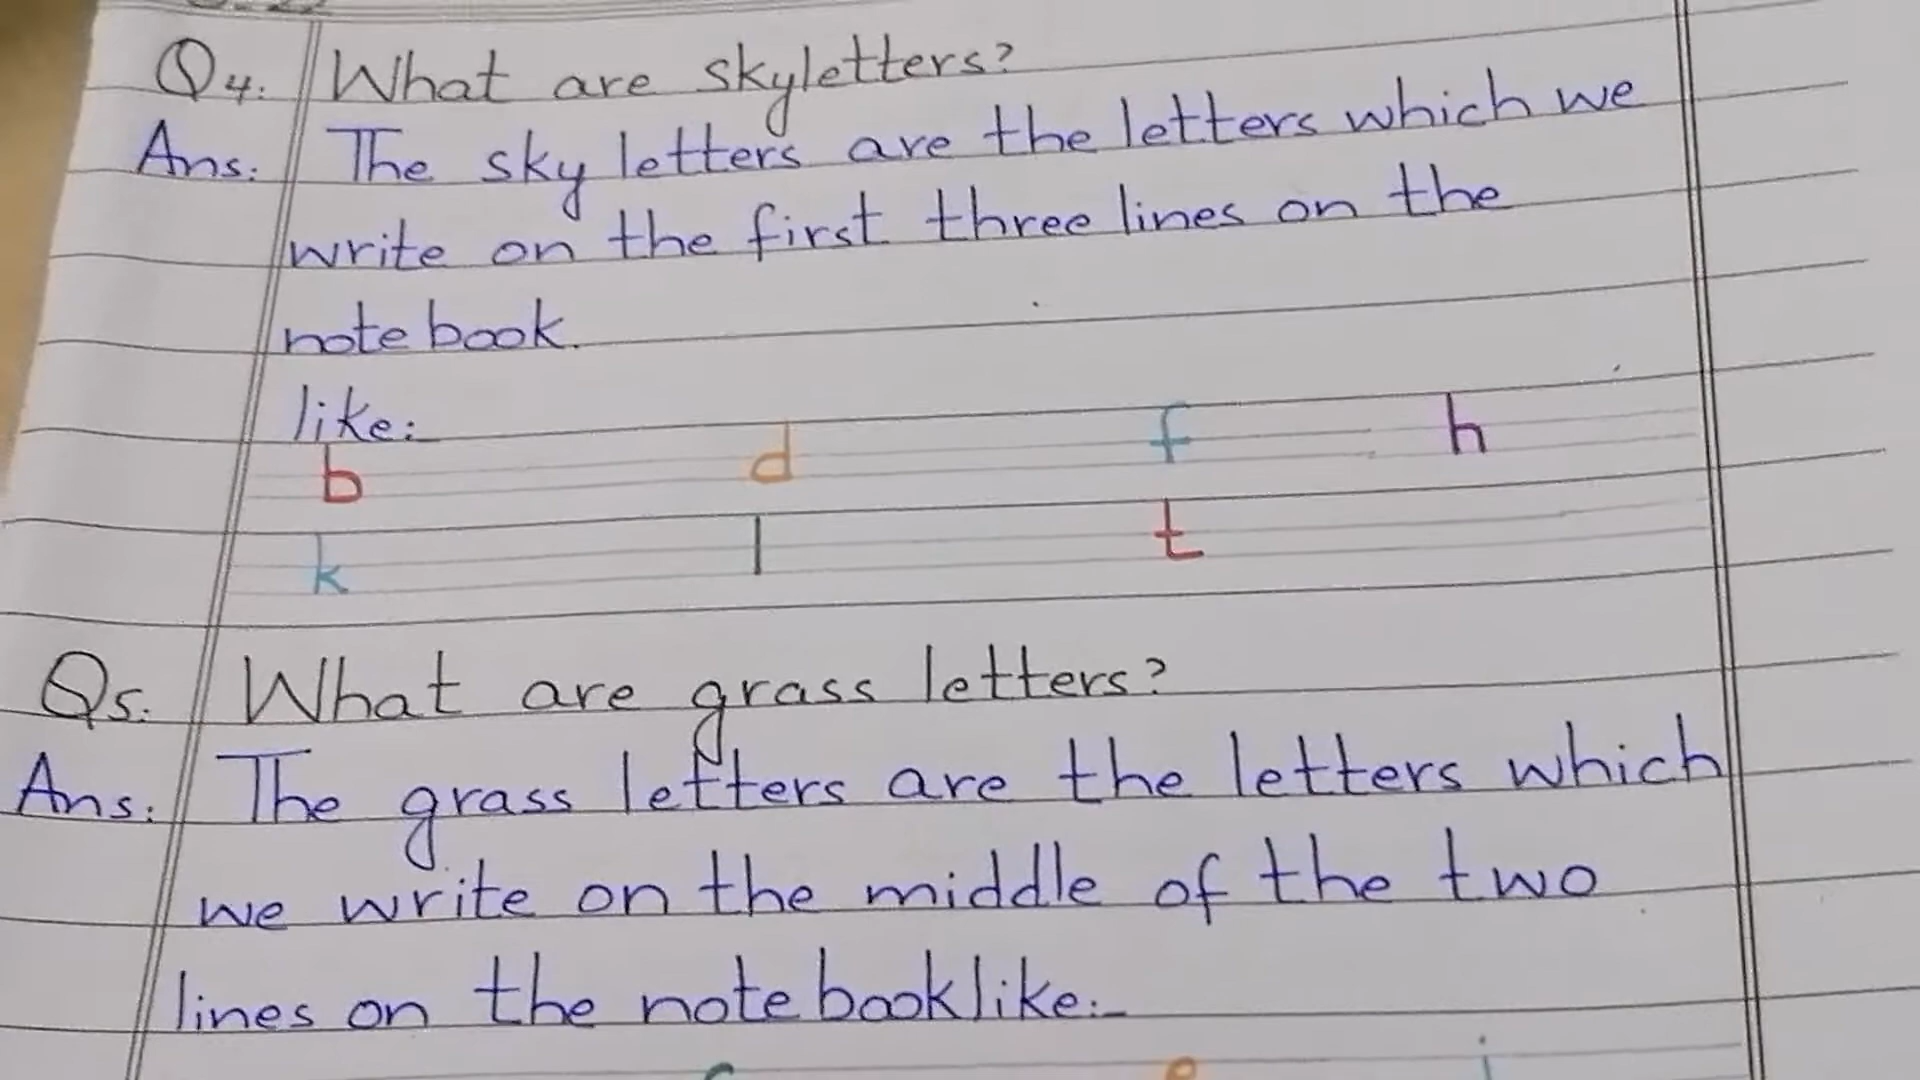 Q4. What are skyletters?
Ans: The sky letters are the letters which we
write on the first three lines on the
note book.
like:-
b d f h
k l t
Q5. What are grass letters?
Ans: The grass letters are the letters which
we write on the middle of the two
lines on the note book like:-